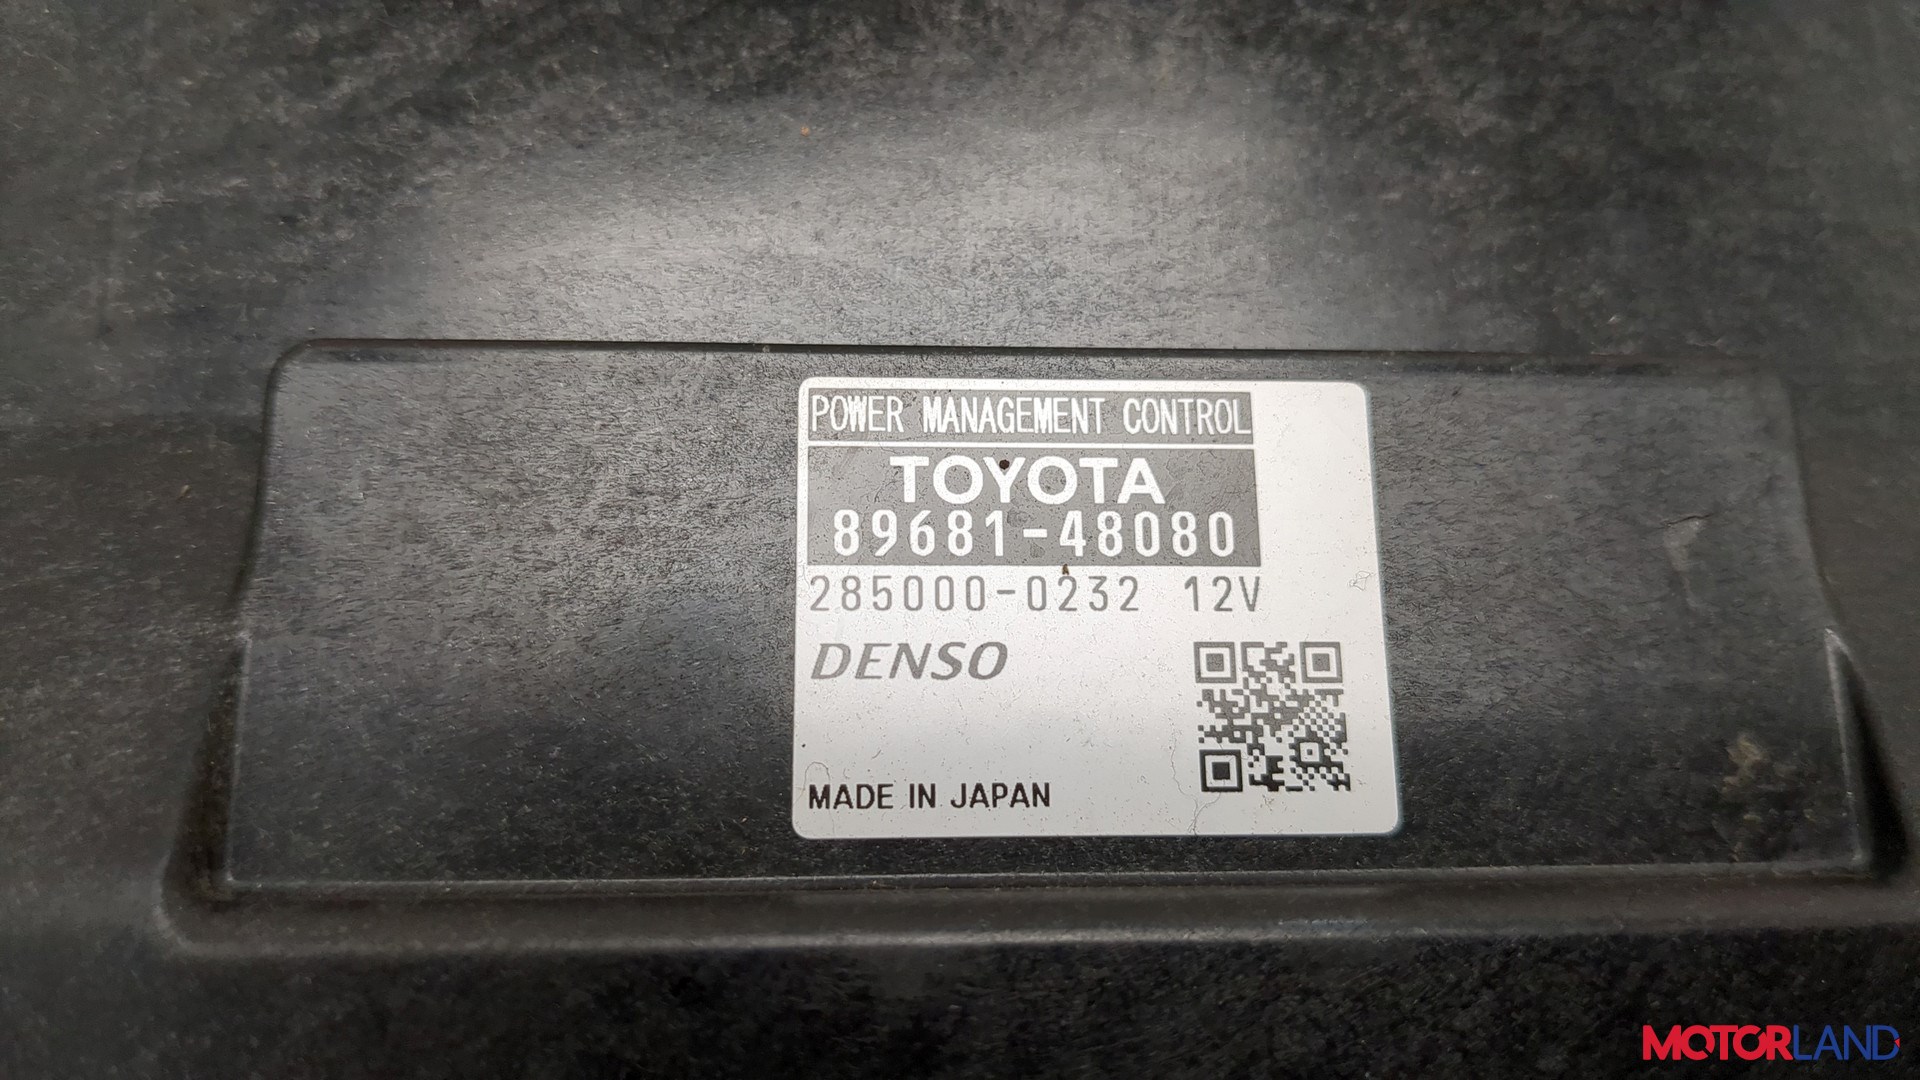 POWER MANAGEMENT CONTROL
TOYOTA
89681-48080
285000-0232 12V
DENSO
MADE IN JAPAN
MOTORLAND